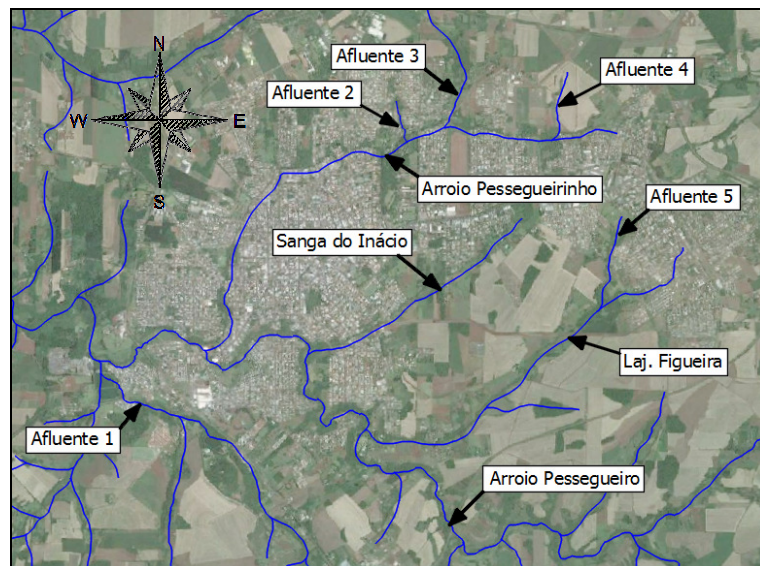 N
Afluente 3
Afluente 4
Afluente 2
W
E
Arroio Pessegueirinho
S
Afluente 5
Sanga do Inácio
Laj. Figueira
Afluente 1
Arroio Pessegueiro